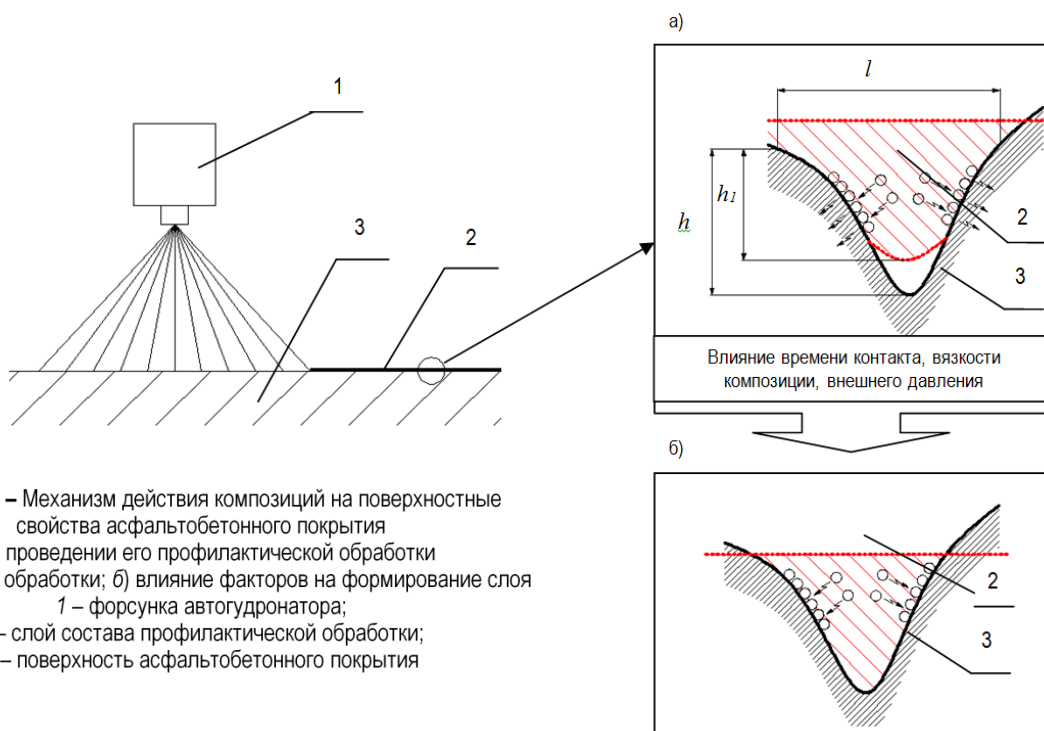 а)
1
l
3
2
h1
h
2
3
Влияние времени контакта, вязкости
композиции, внешнего давления
б)
2
3
– Механизм действия композиций на поверхностные
свойства асфальтобетонного покрытия
проведении его профилактической обработки
обработки; б) влияние факторов на формирование слоя
1 – форсунка автогудронатора;
– слой состава профилактической обработки;
– поверхность асфальтобетонного покрытия